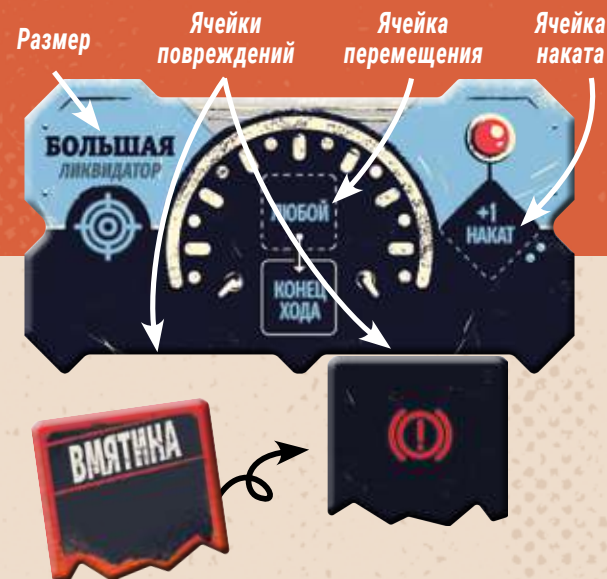 Размер
Ячейки повреждений
Ячейка перемещения
Ячейка наката
БОЛЬШАЯ
ЛИКВИДАТОР
ЛЮБОЙ
КОНЕЦ
ХОДА
+1
НАКАТ
ВМЯТИНА